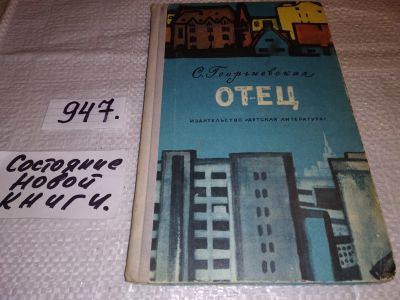 947.
Состояние
новой
книги.
С. Георгиевская
ОТЕЦ
ИЗДАТЕЛЬСТВО «ДЕТСКАЯ ЛИТЕРАТУРА»